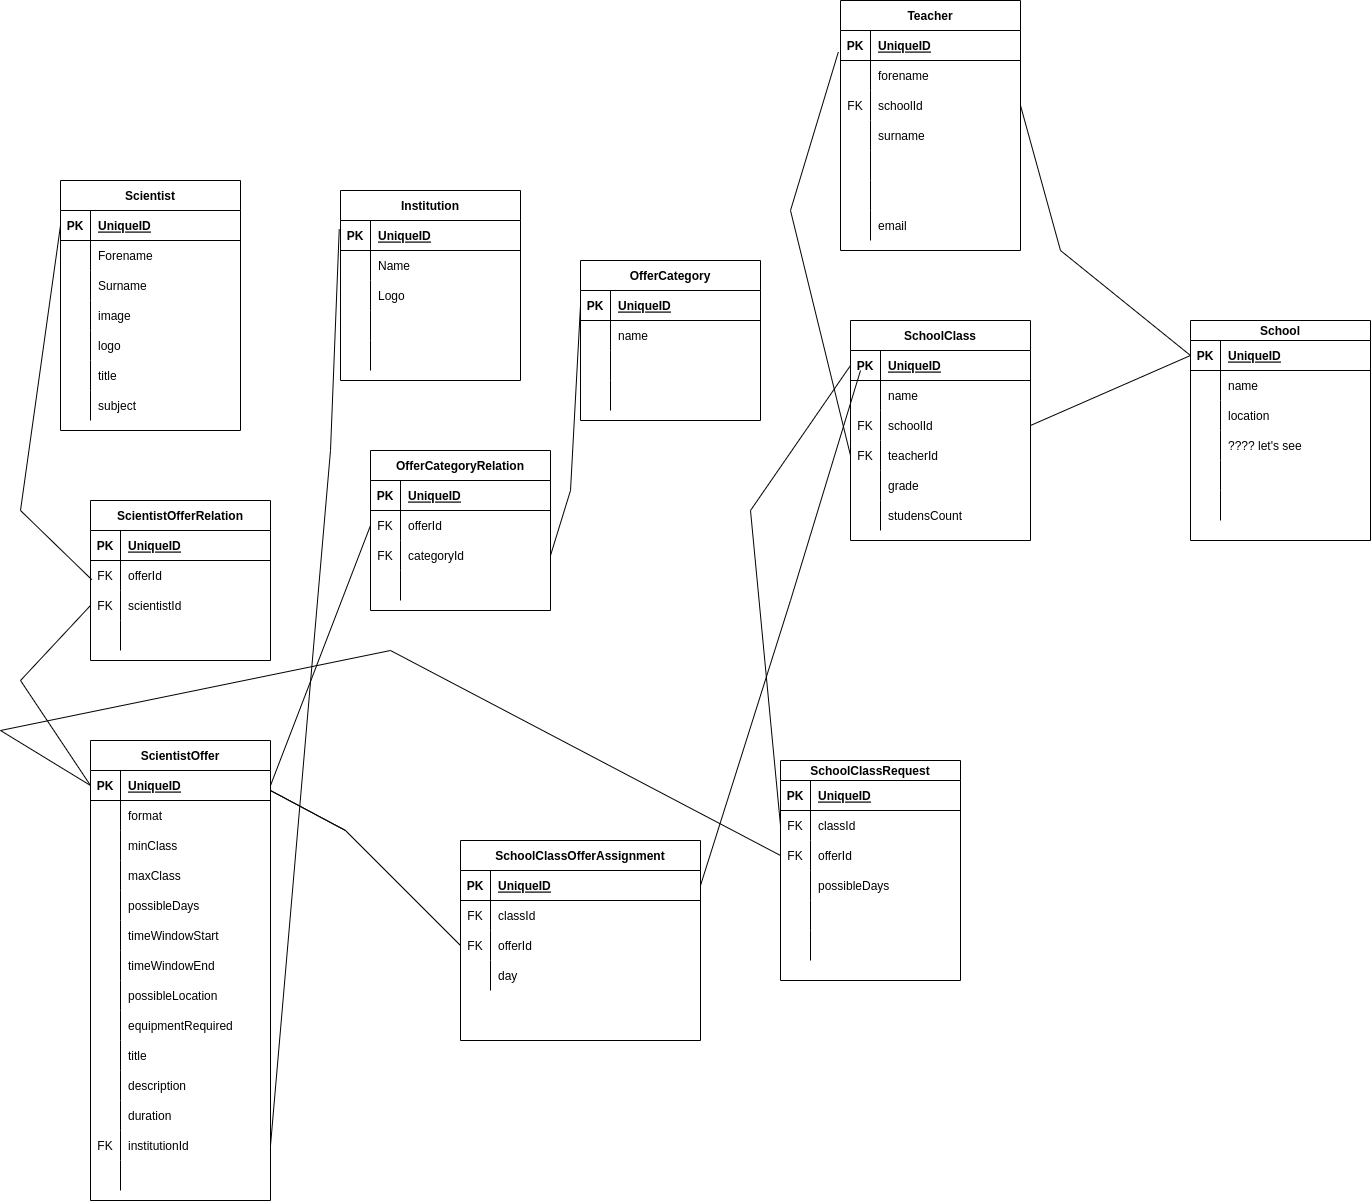 Teacher
PK UniqueID
forename
FK schoolId
surname
email
Scientist
PK UniqueID
Forename
Surname
image
logo
title
subject
Institution
PK UniqueID
Name
Logo
OfferCategory
PK UniqueID
name
SchoolClass
PK UniqueID
name
FK schoolId
FK teacherId
grade
studensCount
School
PK UniqueID
name
location
???? let's see
OfferCategoryRelation
PK UniqueID
FK offerId
FK categoryId
ScientistOfferRelation
PK UniqueID
FK offerId
FK scientistId
ScientistOffer
PK UniqueID
format
minClass
maxClass
possibleDays
timeWindowStart
timeWindowEnd
possibleLocation
equipmentRequired
title
description
duration
FK institutionId
SchoolClassOfferAssignment
PK UniqueID
FK classId
FK offerId
day
SchoolClassRequest
PK UniqueID
FK classId
FK offerId
possibleDays